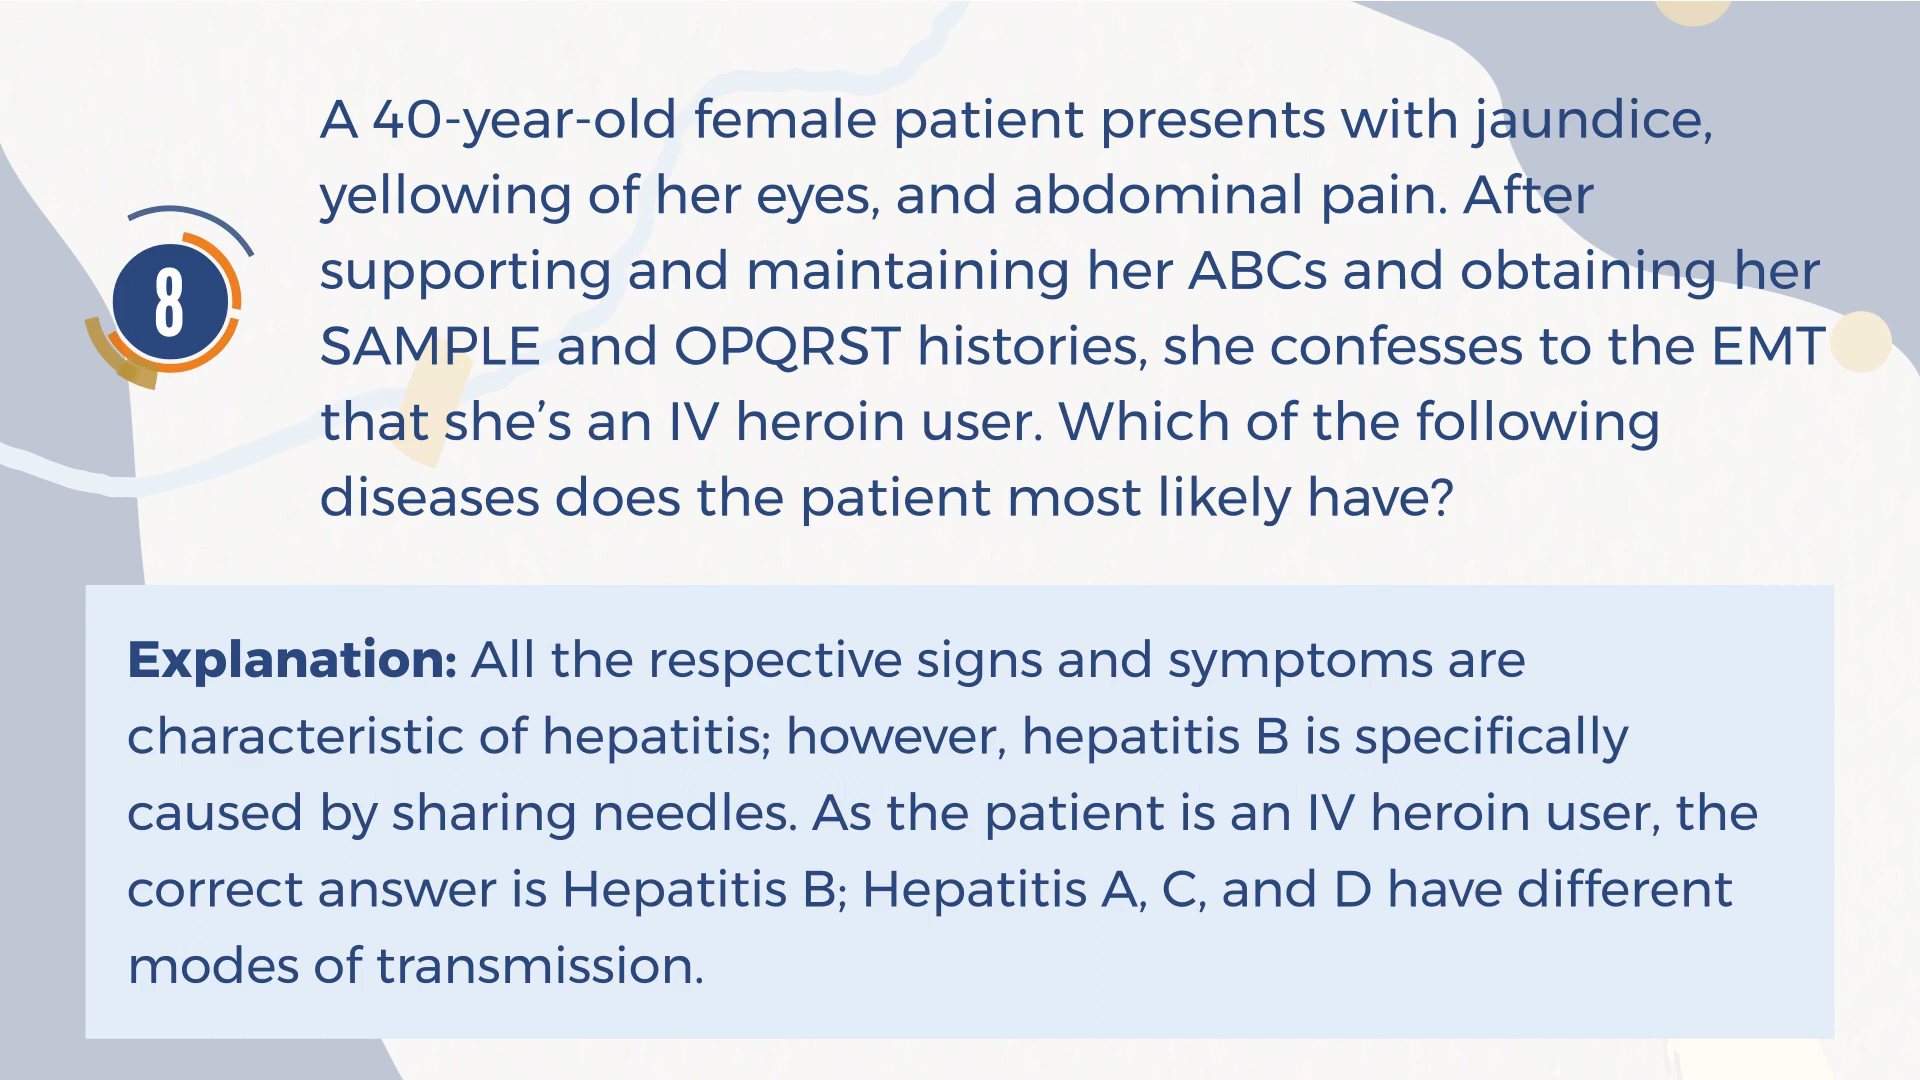 8
A 40-year-old female patient presents with jaundice,
yellowing of her eyes, and abdominal pain. After
supporting and maintaining her ABCs and obtaining her
SAMPLE and OPQRST histories, she confesses to the EMT
that she’s an IV heroin user. Which of the following
diseases does the patient most likely have?
Explanation: All the respective signs and symptoms are
characteristic of hepatitis; however, hepatitis B is specifically
caused by sharing needles. As the patient is an IV heroin user, the
correct answer is Hepatitis B; Hepatitis A, C, and D have different
modes of transmission.